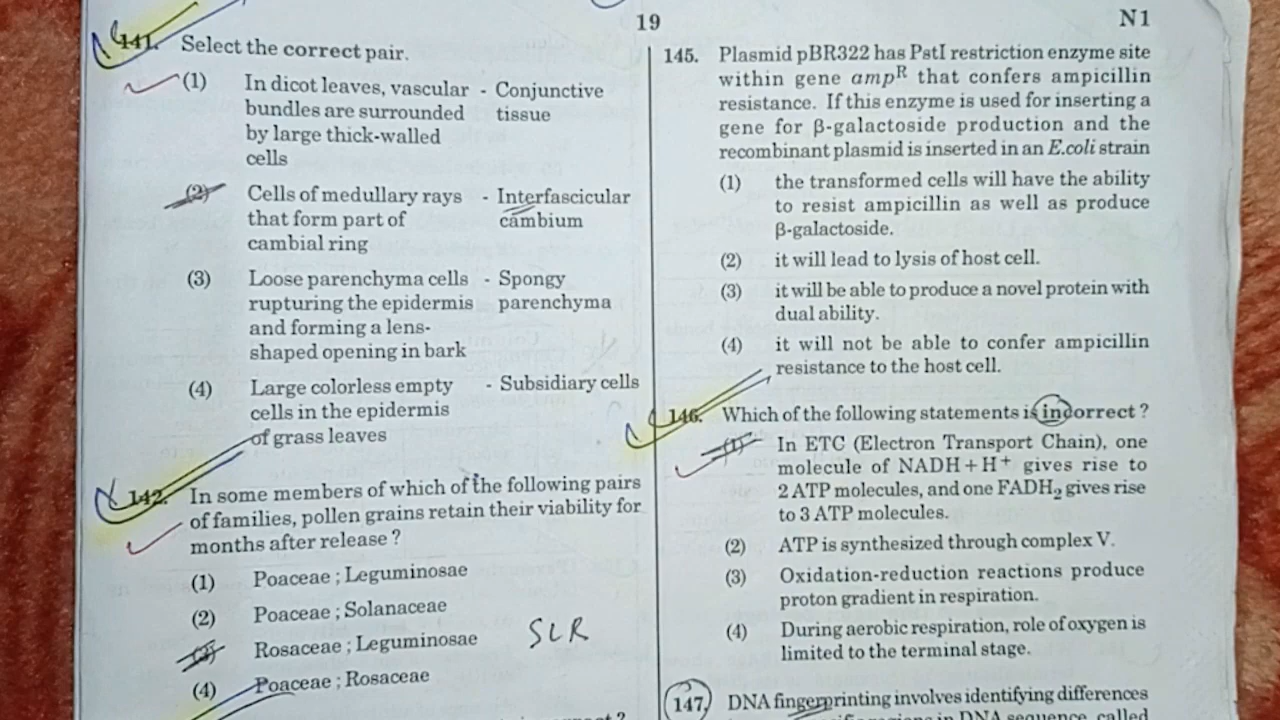 19
N1
141. Select the correct pair.
(1) In dicot leaves, vascular - Conjunctive
bundles are surrounded tissue
by large thick-walled
cells
(2) Cells of medullary rays - Interfascicular
that form part of cambium
cambial ring
(3) Loose parenchyma cells - Spongy
rupturing the epidermis parenchyma
and forming a lens-
shaped opening in bark
(4) Large colorless empty - Subsidiary cells
cells in the epidermis
of grass leaves
142. In some members of which of the following pairs
of families, pollen grains retain their viability for
months after release ?
(1) Poaceae ; Leguminosae
(2) Poaceae ; Solanaceae
(3) Rosaceae ; Leguminosae
SLR
(4) Poaceae ; Rosaceae
145. Plasmid pBR322 has PstI restriction enzyme site
within gene amp^R that confers ampicillin
resistance. If this enzyme is used for inserting a
gene for β-galactoside production and the
recombinant plasmid is inserted in an E.coli strain
(1) the transformed cells will have the ability
to resist ampicillin as well as produce
β-galactoside.
(2) it will lead to lysis of host cell.
(3) it will be able to produce a novel protein with
dual ability.
(4) it will not be able to confer ampicillin
resistance to the host cell.
146. Which of the following statements is incorrect ?
(1) In ETC (Electron Transport Chain), one
molecule of NADH + H⁺ gives rise to
2 ATP molecules, and one FADH₂ gives rise
to 3 ATP molecules.
(2) ATP is synthesized through complex V.
(3) Oxidation-reduction reactions produce
proton gradient in respiration.
(4) During aerobic respiration, role of oxygen is
limited to the terminal stage.
147. DNA fingerprinting involves identifying differences
in DNA sequence, called